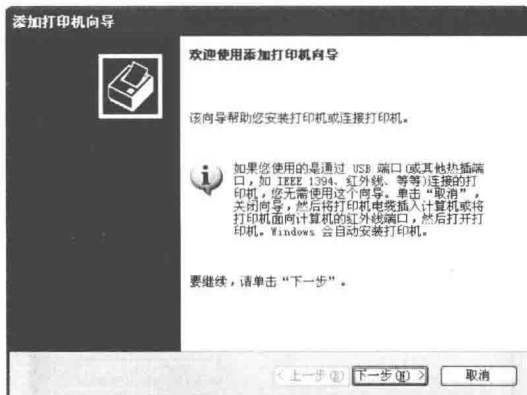 添加打印机向导
欢迎使用添加打印机向导
该向导帮助您安装打印机或连接打印机。
如果您使用的是通过 USB 端口(或其他热插端
口，如 IEEE 1394、红外线、等等)连接的打
印机，您无需使用这个向导。单击“取消”，
关闭向导，然后将打印机电缆插入计算机或将
打印机面向计算机的红外线端口，然后打开打
印机。Windows 会自动安装打印机。
要继续，请单击“下一步”。
< 上一步(B) 下一步(N) > 取消